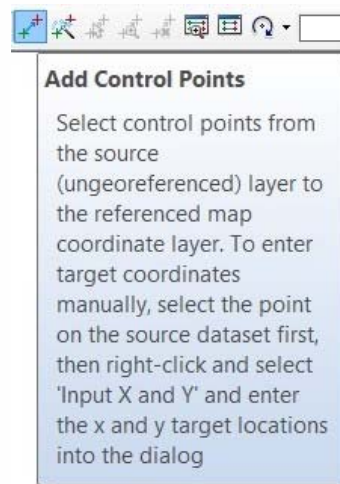 Add Control Points
Select control points from
the source
(ungeoreferenced) layer to
the referenced map
coordinate layer. To enter
target coordinates
manually, select the point
on the source dataset first,
then right-click and select
'Input X and Y' and enter
the x and y target locations
into the dialog